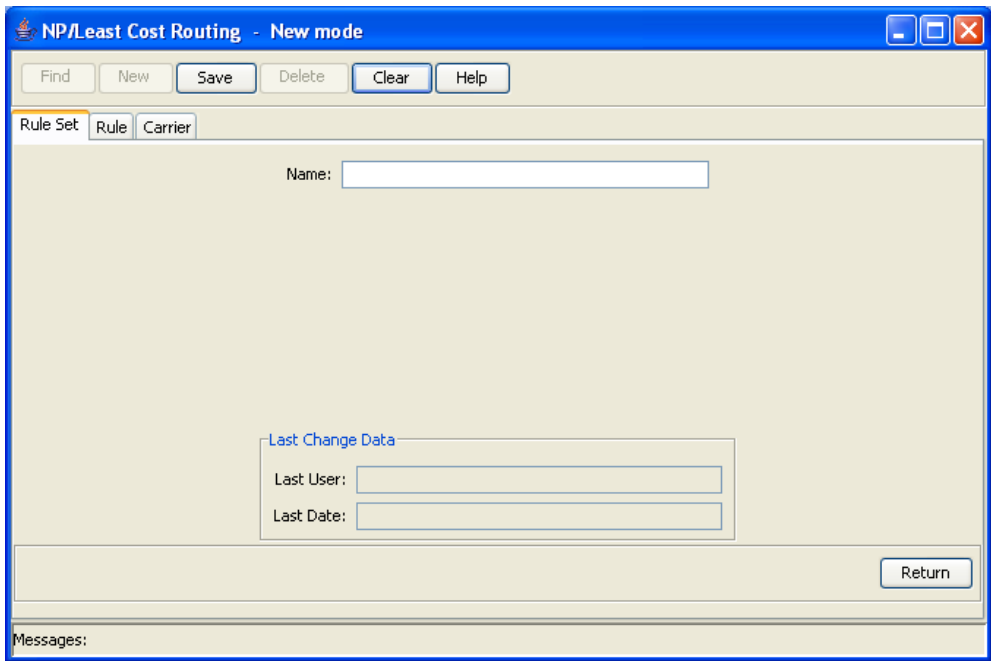 NP/Least Cost Routing - New mode
Find New Save Delete Clear Help
Rule Set Rule Carrier
Name:
Last Change Data
Last User:
Last Date:
Return
Messages: